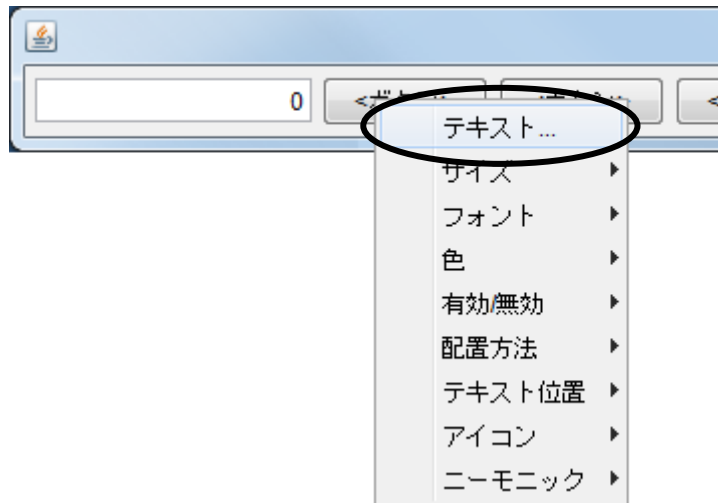 0
テキスト...
サイズ
フォント
色
有効/無効
配置方法
テキスト位置
アイコン
ニーモニック